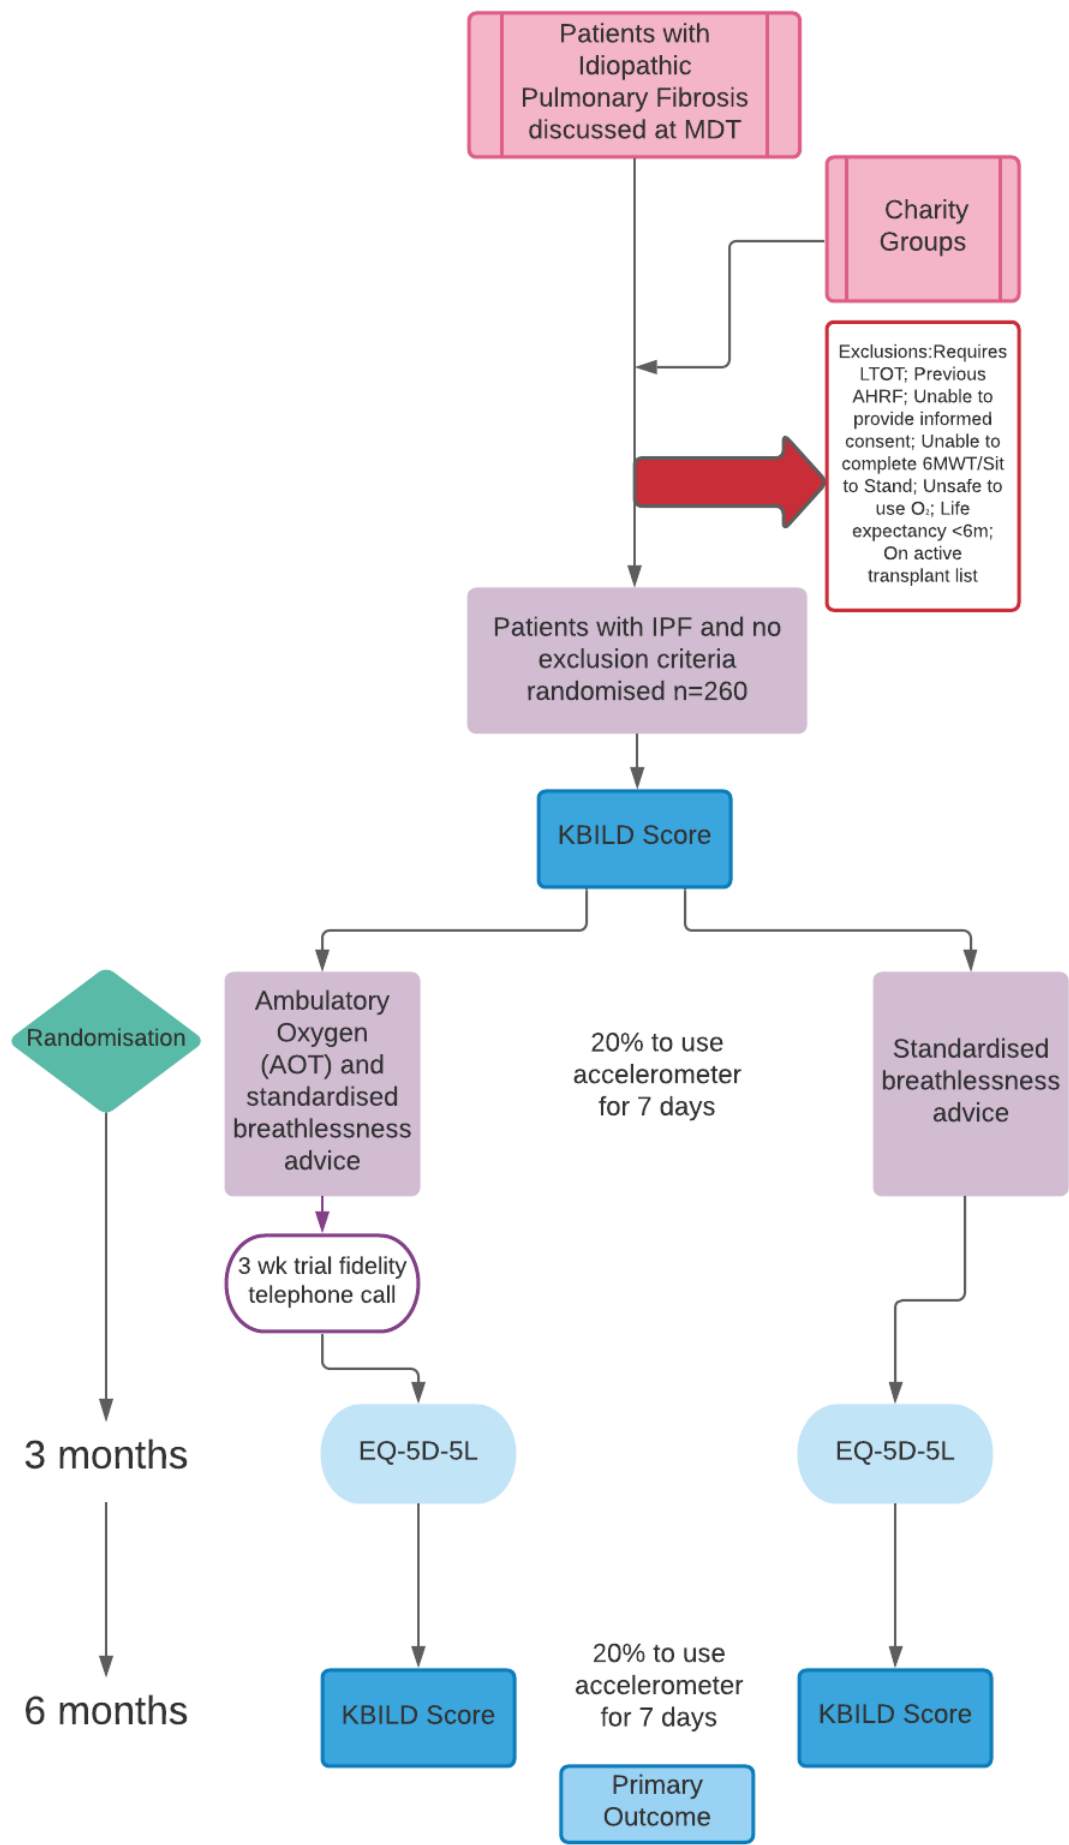 Patients with
Idiopathic
Pulmonary Fibrosis
discussed at MDT
Charity
Groups
Exclusions:Requires
LTOT; Previous
AHRF; Unable to
provide informed
consent; Unable to
complete 6MWT/Sit
to Stand; Unsafe to
use O₂; Life
expectancy <6m;
On active
transplant list
Patients with IPF and no
exclusion criteria
randomised n=260
KBILD Score
Randomisation
Ambulatory
Oxygen
(AOT) and
standardised
breathlessness
advice
20% to use
accelerometer
for 7 days
Standardised
breathlessness
advice
3 wk trial fidelity
telephone call
3 months
EQ-5D-5L
EQ-5D-5L
6 months
KBILD Score
20% to use
accelerometer
for 7 days
KBILD Score
Primary
Outcome